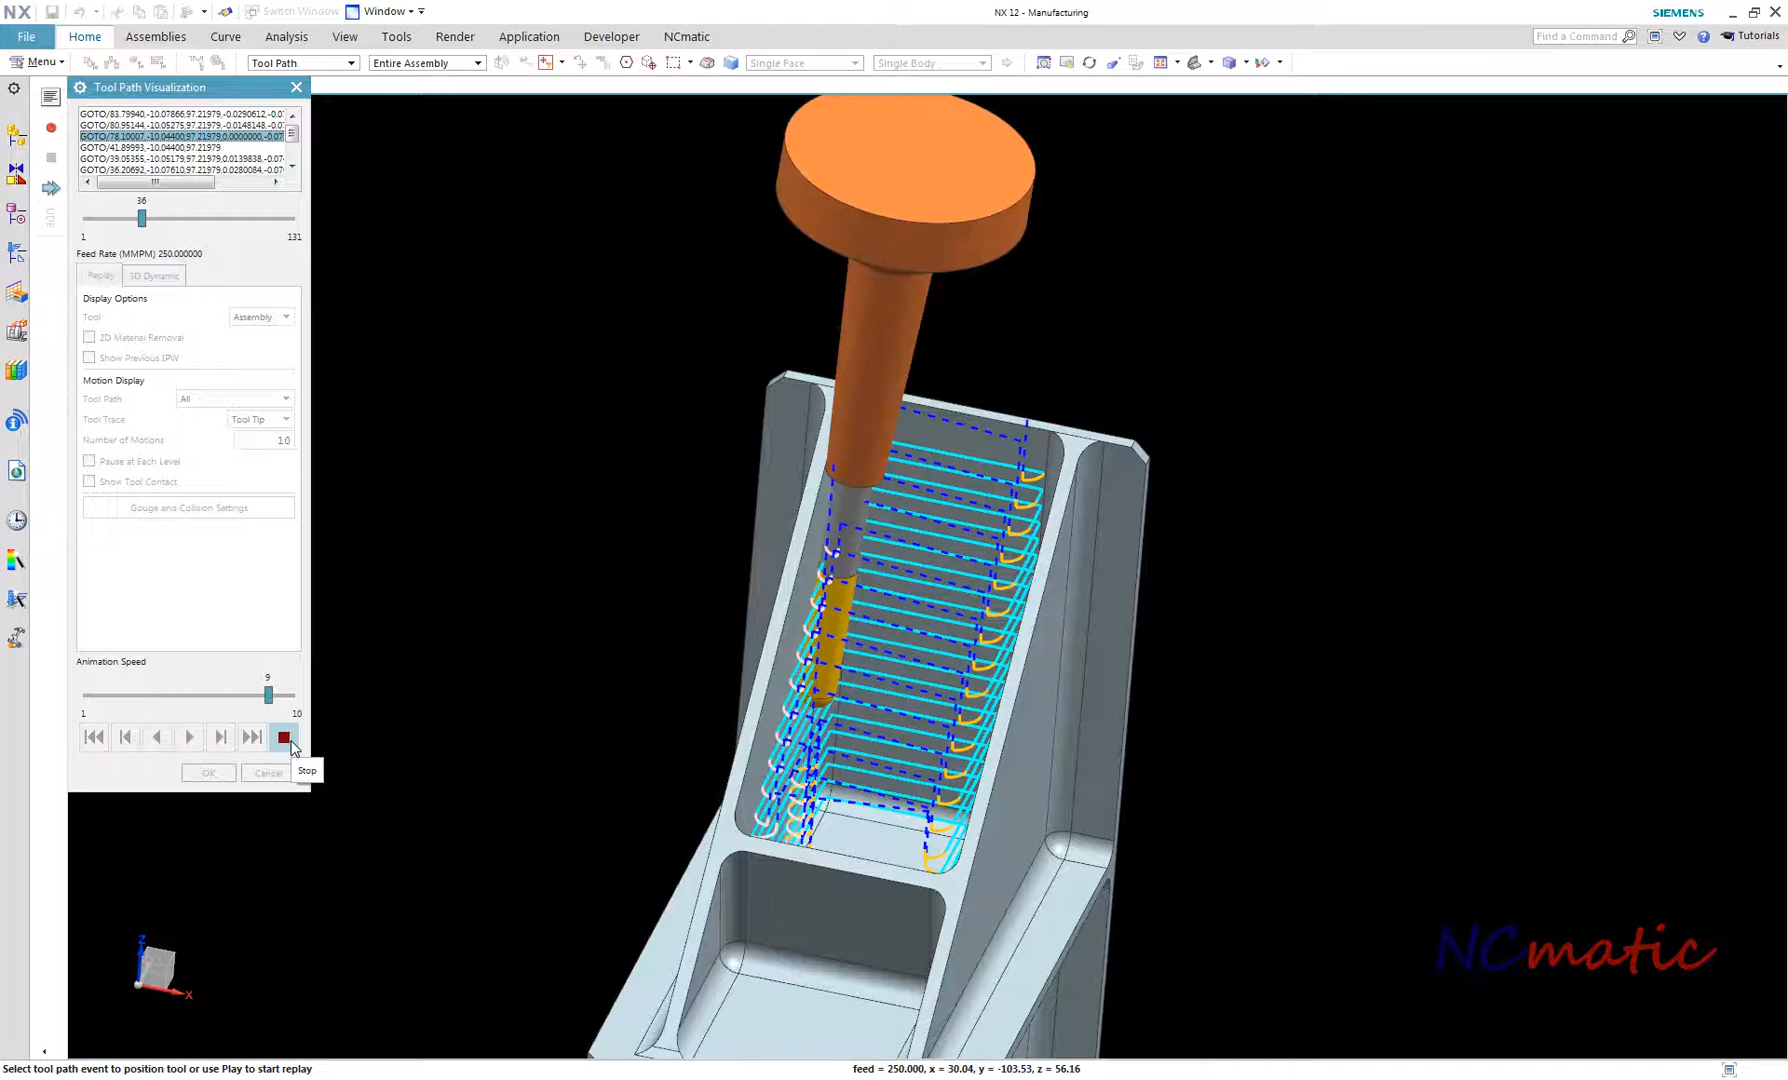 NX
Switch Window
Window
NX 12 - Manufacturing
SIEMENS
File
Home
Assemblies
Curve
Analysis
View
Tools
Render
Application
Developer
NCmatic
Find a Command
Tutorials
Menu
Tool Path
Entire Assembly
Single Face
Single Body
Tool Path Visualization
GOTO/83.79940,-10.07866,97.21979,-0.0290612,-0.0
GOTO/80.95144,-10.05275,97.21979,-0.0148148,-0.0
GOTO/78.10007,-10.04400,97.21979,0.0000000,-0.07
GOTO/41.89993,-10.04400,97.21979
GOTO/39.05355,-10.05179,97.21979,0.0139838,-0.07
GOTO/36.20692,-10.07610,97.21979,0.0280084,-0.07
36
1
131
Feed Rate (MMPM) 250.000000
Replay
3D Dynamic
Display Options
Tool
Assembly
2D Material Removal
Show Previous IPW
Motion Display
Tool Path
All
Tool Trace
Tool Tip
Number of Motions
10
Pause at Each Level
Show Tool Contact
Gouge and Collision Settings
Animation Speed
9
1
10
OK
Cancel
Stop
UDE
Z
X
NCmatic
Select tool path event to position tool or use Play to start replay
feed = 250.000, x = 30.04, y = -103.53, z = 56.16